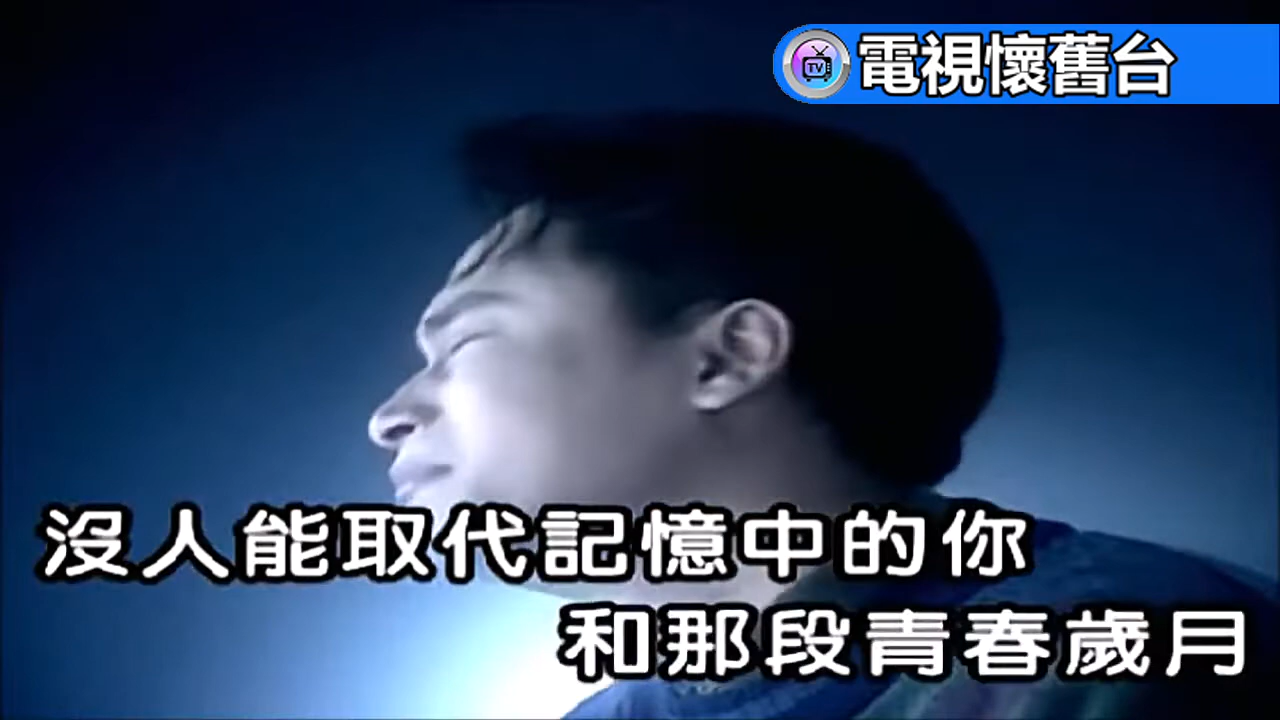 TV
電視懷舊台
沒人能取代記憶中的你
和那段青春歲月